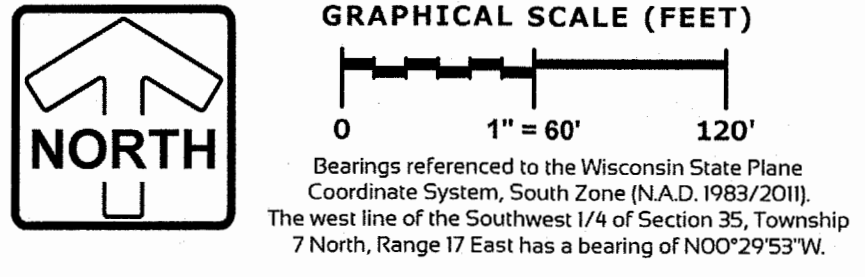 NORTH
GRAPHICAL SCALE (FEET)
0 1" = 60' 120'
Bearings referenced to the Wisconsin State Plane
Coordinate System, South Zone (N.A.D. 1983/2011).
The west line of the Southwest 1/4 of Section 35, Township
7 North, Range 17 East has a bearing of N00°29'53"W.